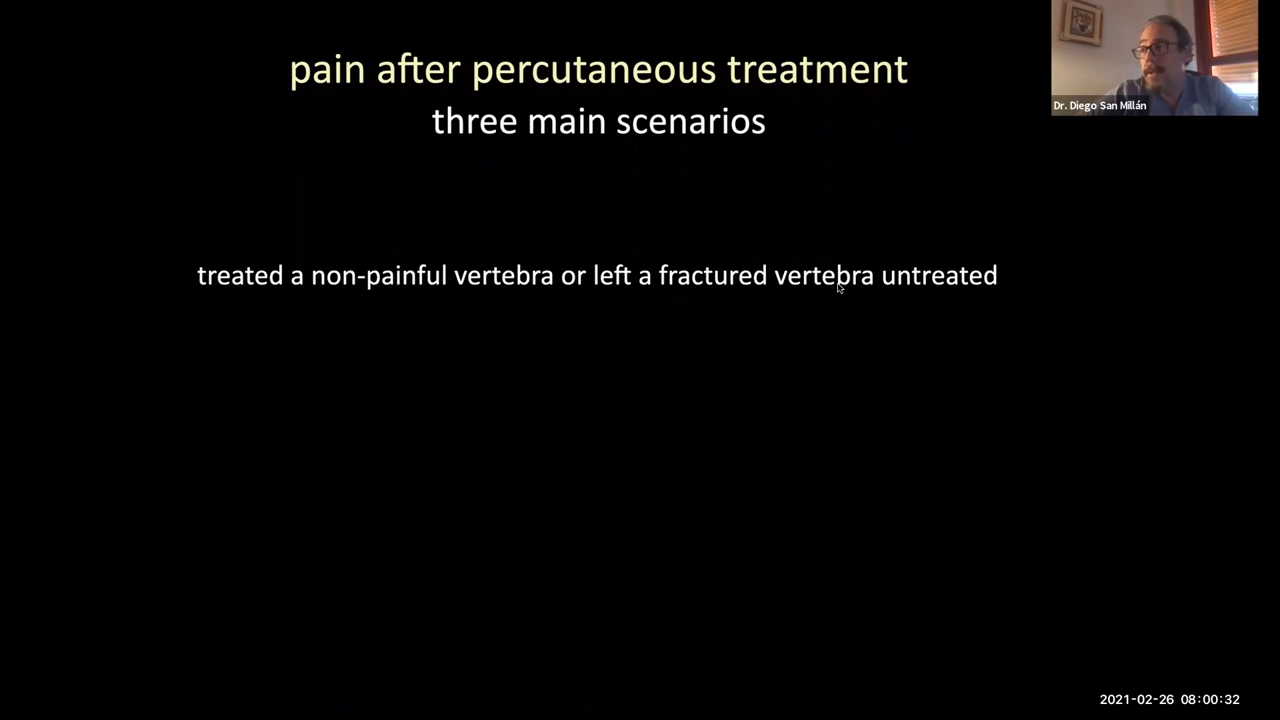 pain after percutaneous treatment
three main scenarios
Dr. Diego San Millán
treated a non-painful vertebra or left a fractured vertebra untreated
2021-02-26 08:00:32